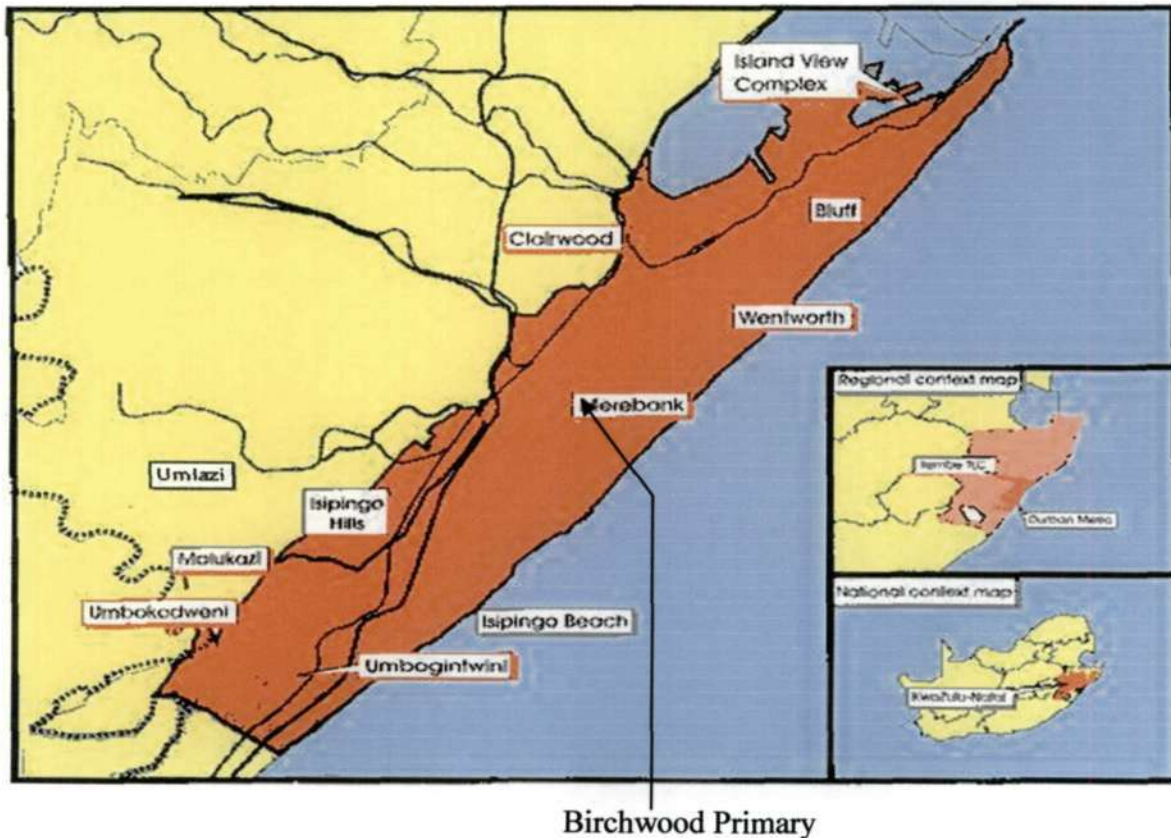 Island View
Complex
Bluff
Clairwood
Wentworth
Merebank
Umlazi
Isipingo
Hills
Malukazi
Umbokodweni
Isipingo Beach
Umbogintwini
Regional context map
Durban Metro
National context map
KwaZulu-Natal
Birchwood Primary